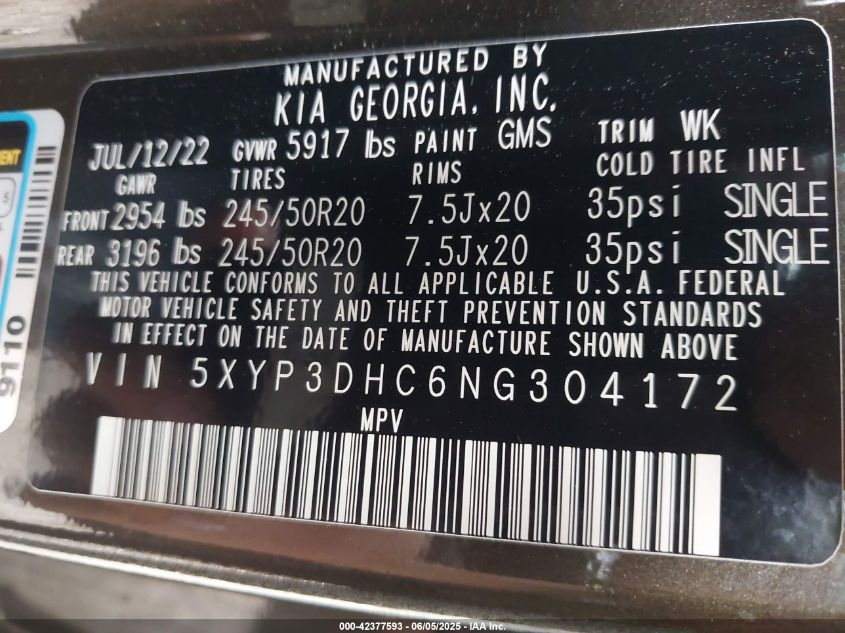 MANUFACTURED BY
KIA GEORGIA, INC.
JUL/12/22 GVWR 5917 lbs PAINT GMS TRIM WK
GAWR TIRES RIMS COLD TIRE INFL
FRONT 2954 lbs 245/50R20 7.5Jx20 35psi SINGLE
REAR 3196 lbs 245/50R20 7.5Jx20 35psi SINGLE
THIS VEHICLE CONFORMS TO ALL APPLICABLE U.S.A. FEDERAL
MOTOR VEHICLE SAFETY AND THEFT PREVENTION STANDARDS
IN EFFECT ON THE DATE OF MANUFACTURE SHOWN ABOVE
VIN 5XYP3DHC6NG304172
MPV
9110
5
000-42377593 - 06/05/2025 - IAA Inc.